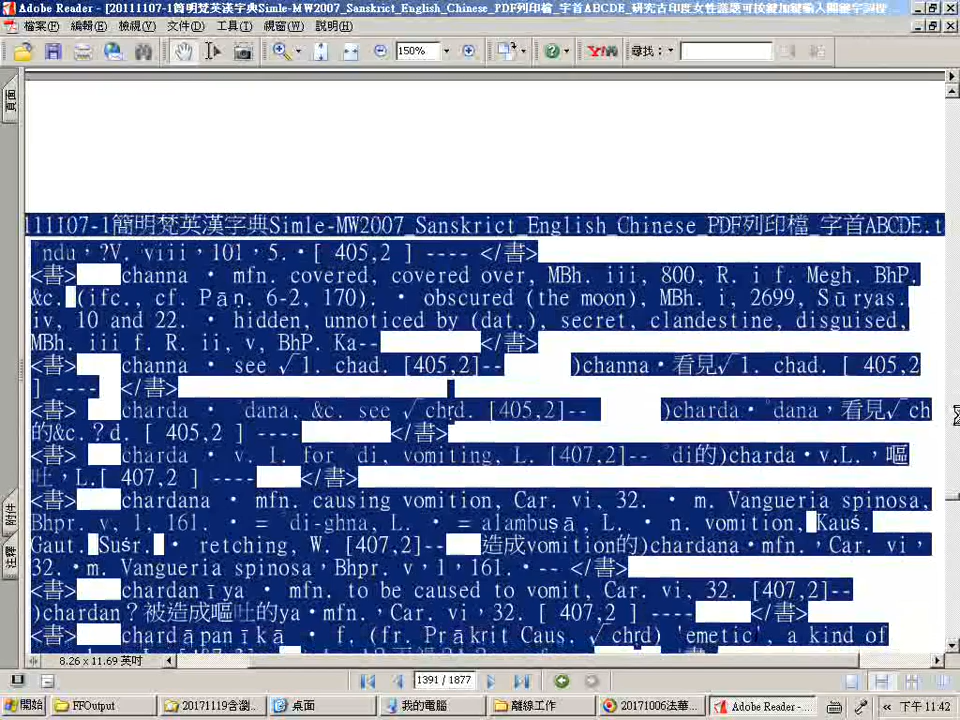 Adobe Reader - [20111107-1簡明梵英漢字典Simle-MW2007_Sanskrict_English_Chinese_PDF列印檔_字首ABCDE_研究古印度女性議題可按
檔案(F) 編輯(E) 檢視(V) 文件(D) 工具(T) 視窗(W) 說明(H)
150% Y! 尋找:
頁面
111107-1簡明梵英漢字典Simle-MW2007_Sanskrict_English_Chinese_PDF列印檔_字首ABCDE.t
˚ndu,?V. viii,101,5.•[ 405,2 ] ---- </書>
<書> channa • mfn. covered, covered over, MBh. iii, 800, R. i f. Megh. BhP.
&c. (ifc., cf. Pāṇ. 6-2, 170). • obscured (the moon), MBh. i, 2699, Sūryas.
iv, 10 and 22. • hidden, unnoticed by (dat.), secret, clandestine, disguised,
MBh. iii f. R. ii, v, BhP. Ka-- </書>
<書> channa • see √1. chad. [405,2]-- )channa•看見√1. chad. [ 405,2
] ---- </書>
<書> charda • ˚dana, &c. see √chṛd. [405,2]-- )charda•˚dana,看見√ch
的&c.?d. [ 405,2 ] ---- </書>
<書> charda • v. l. for ˚di, vomiting, L. [407,2]-- ˚di的)charda•v.L.,嘔
吐,L.[ 407,2 ] ---- </書>
<書> chardana • mfn. causing vomition, Car. vi, 32. • m. Vangueria spinosa,
Bhpr. v, 1, 161. • = ˚di-ghna, L. • = alambuṣā, L. • n. vomition, Kauś.
Gaut. Suśr. • retching, W. [407,2]-- 造成vomition的)chardana•mfn.,Car. vi,
32.•m. Vangueria spinosa,Bhpr. v,1,161.•-- </書>
<書> chardanīya • mfn. to be caused to vomit, Car. vi, 32. [407,2]--
)chardan?被造成嘔吐的ya•mfn.,Car. vi,32. [ 407,2 ] ---- </書>
<書> chardāpanīkā • f. (fr. Prākrit Caus. √chṛd) 'emetic', a kind of
附件
注釋
8.26 x 11.69 英吋
1391 / 1877
開始 FFOutput 20171119含瀏... 桌面 我的電腦 離線工作 20171006法華... Adobe Reader - [... 下午 11:42